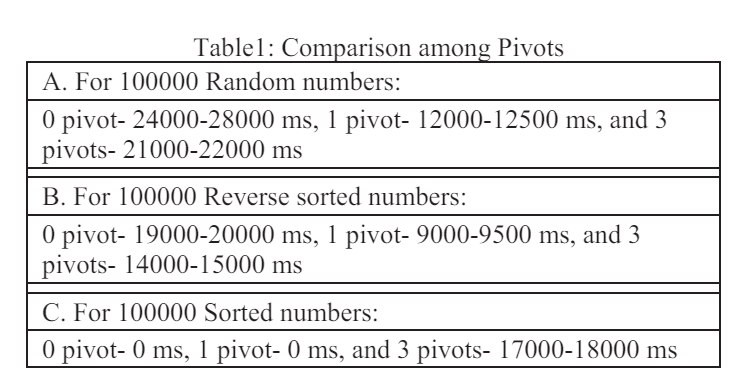 Table1: Comparison among Pivots
A. For 100000 Random numbers:
0 pivot- 24000-28000 ms, 1 pivot- 12000-12500 ms, and 3
pivots- 21000-22000 ms
B. For 100000 Reverse sorted numbers:
0 pivot- 19000-20000 ms, 1 pivot- 9000-9500 ms, and 3
pivots- 14000-15000 ms
C. For 100000 Sorted numbers:
0 pivot- 0 ms, 1 pivot- 0 ms, and 3 pivots- 17000-18000 ms